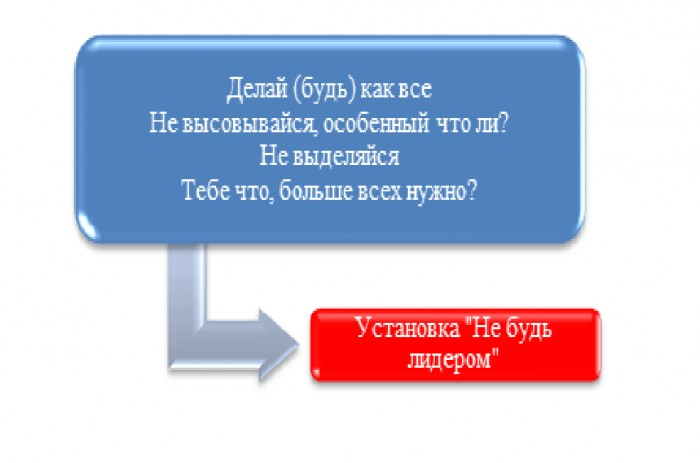 Делай (будь) как все
Не высовывайся, особенный что ли?
Не выделяйся
Тебе что, больше всех нужно?
Установка "Не будь
лидером"